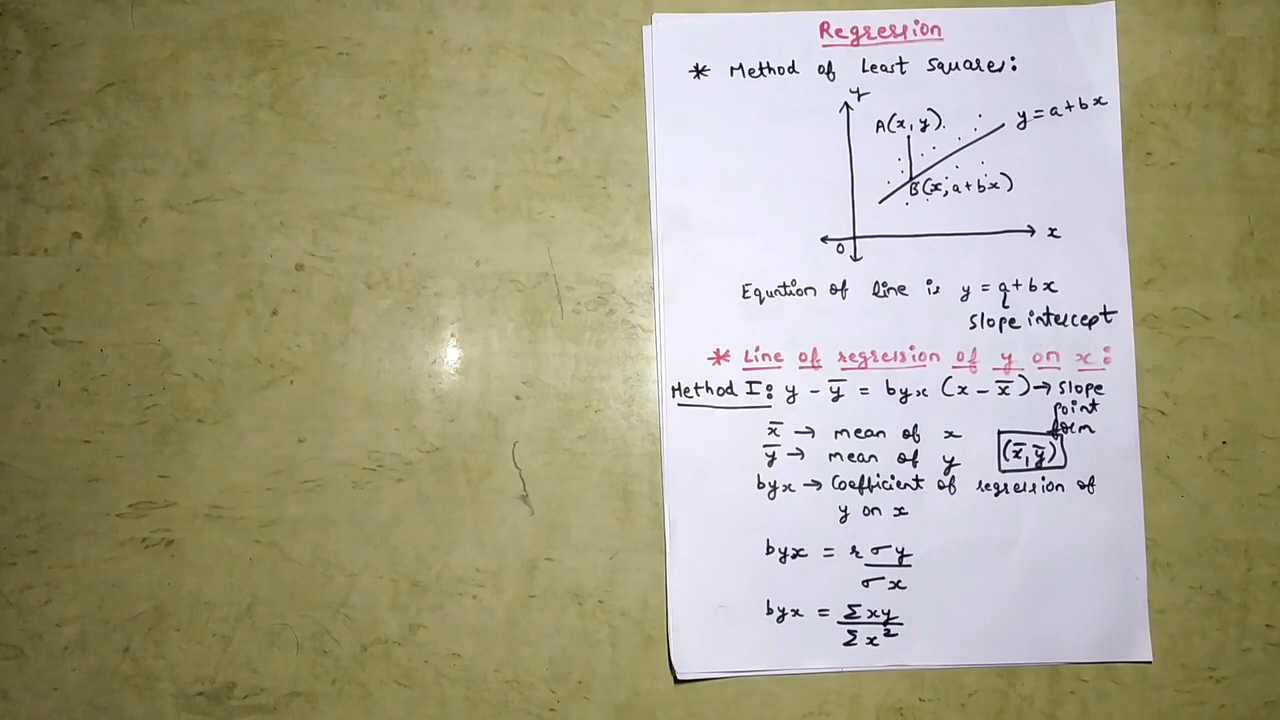 Regression
* Method of Least Squares:
Y
A(x, y)
y = a + bx
B(x, a + bx)
0
x
Equation of line is y = a + bx
slope intercept
* Line of regression of y on x:
Method I: y - ȳ = byx (x - x̄) → slope
point
form
x̄ → mean of x
(x̄, ȳ)
ȳ → mean of y
byx → Coefficient of regression of
y on x
byx = r σy
σx
byx = Σxy
Σx²